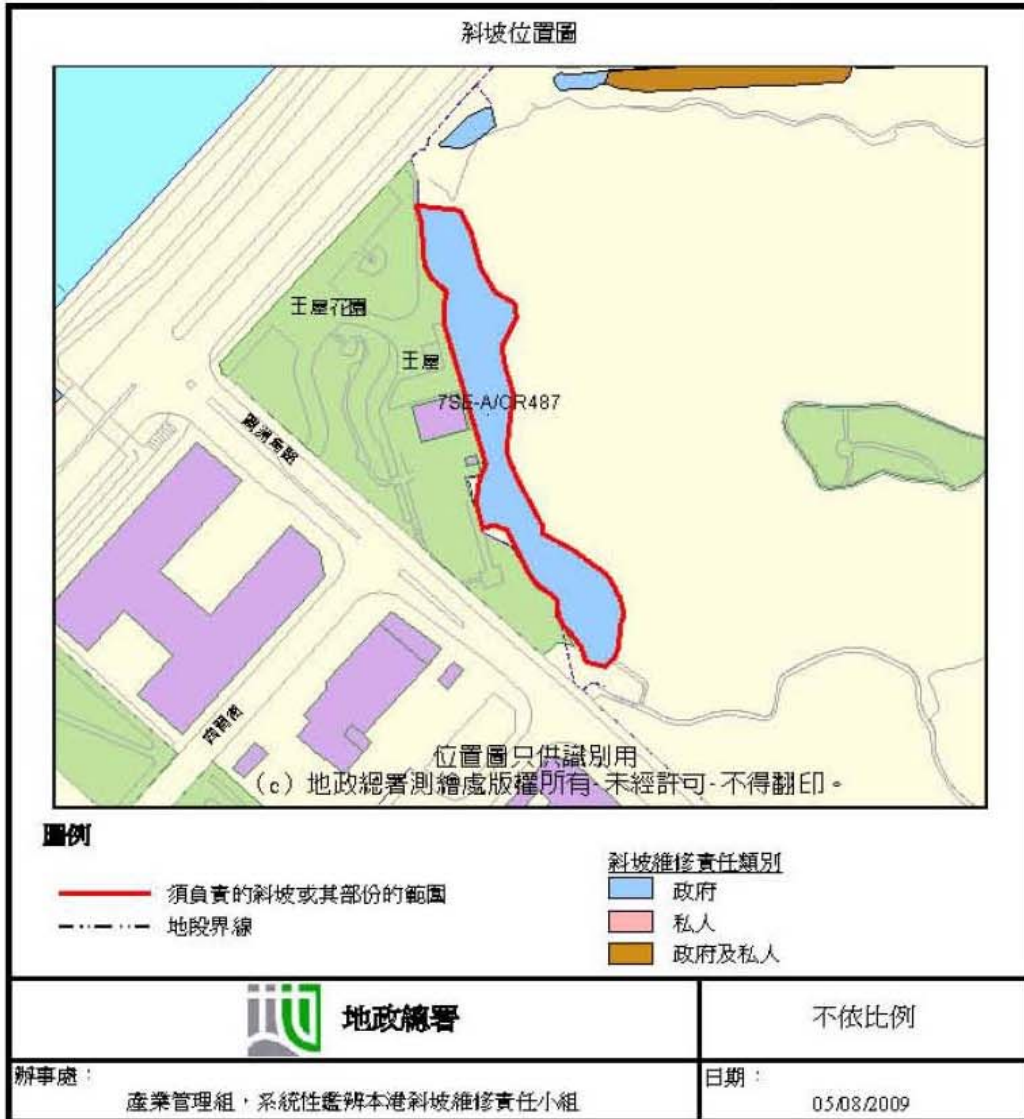 斜坡位置圖
王屋花園
王屋
7SE-A/CR487
源洲角路
位置圖只供識別用
(c) 地政總署測繪處版權所有-未經許可-不得翻印。
圖例
須負責的斜坡或其部份的範圍
地段界線
斜坡維修責任類別
政府
私人
政府及私人
地政總署
不依比例
辦事處：
產業管理組，系統性鑑辨本港斜坡維修責任小組
日期：
05/08/2009